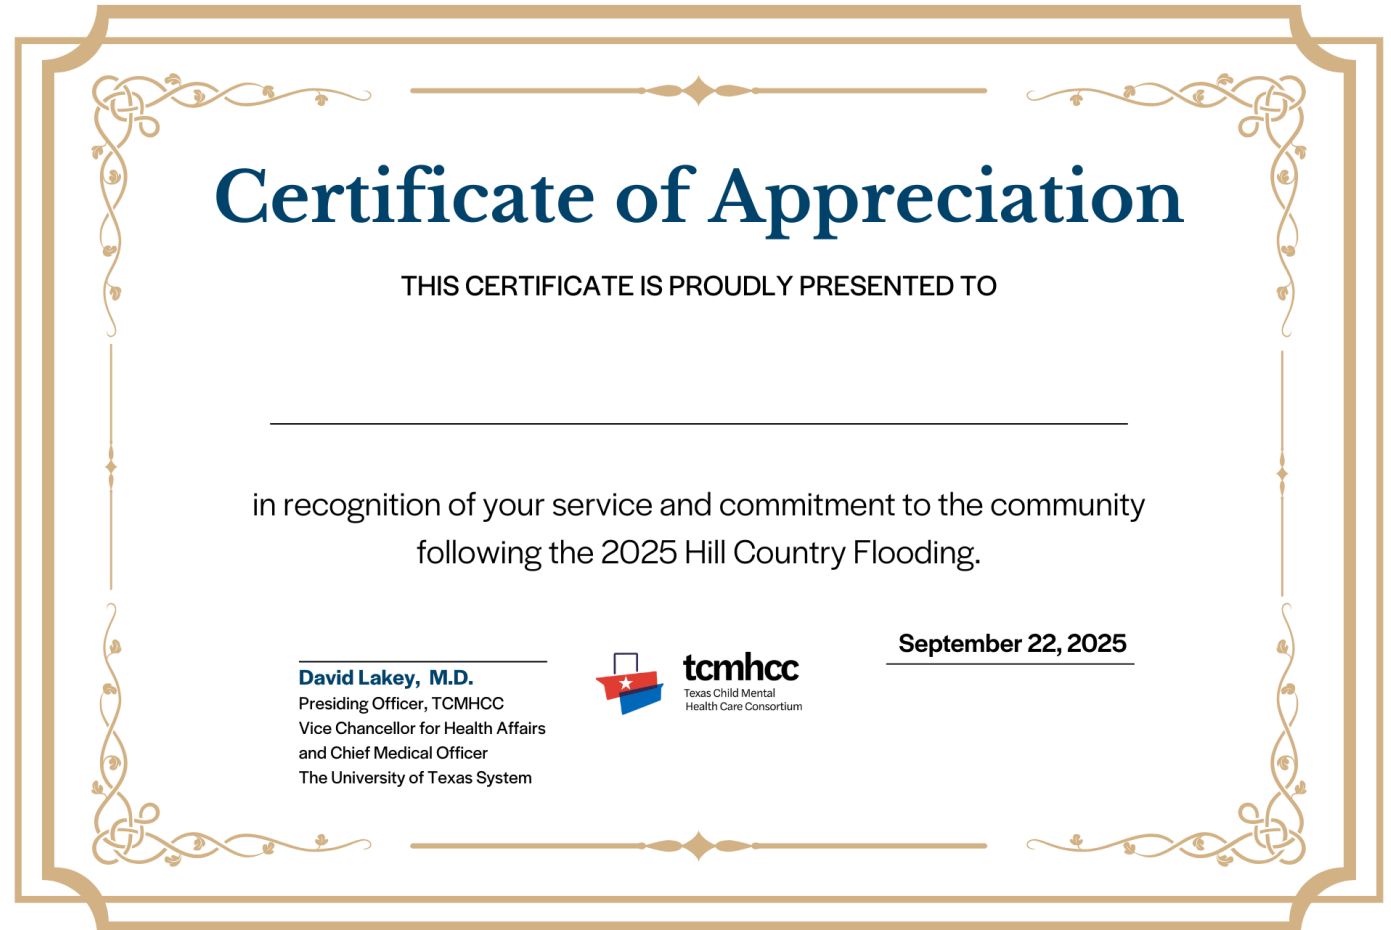 Certificate of Appreciation
THIS CERTIFICATE IS PROUDLY PRESENTED TO
in recognition of your service and commitment to the community
following the 2025 Hill Country Flooding.
David Lakey, M.D.
Presiding Officer, TCMHCC
Vice Chancellor for Health Affairs
and Chief Medical Officer
The University of Texas System
tcmhcc
Texas Child Mental
Health Care Consortium
September 22, 2025